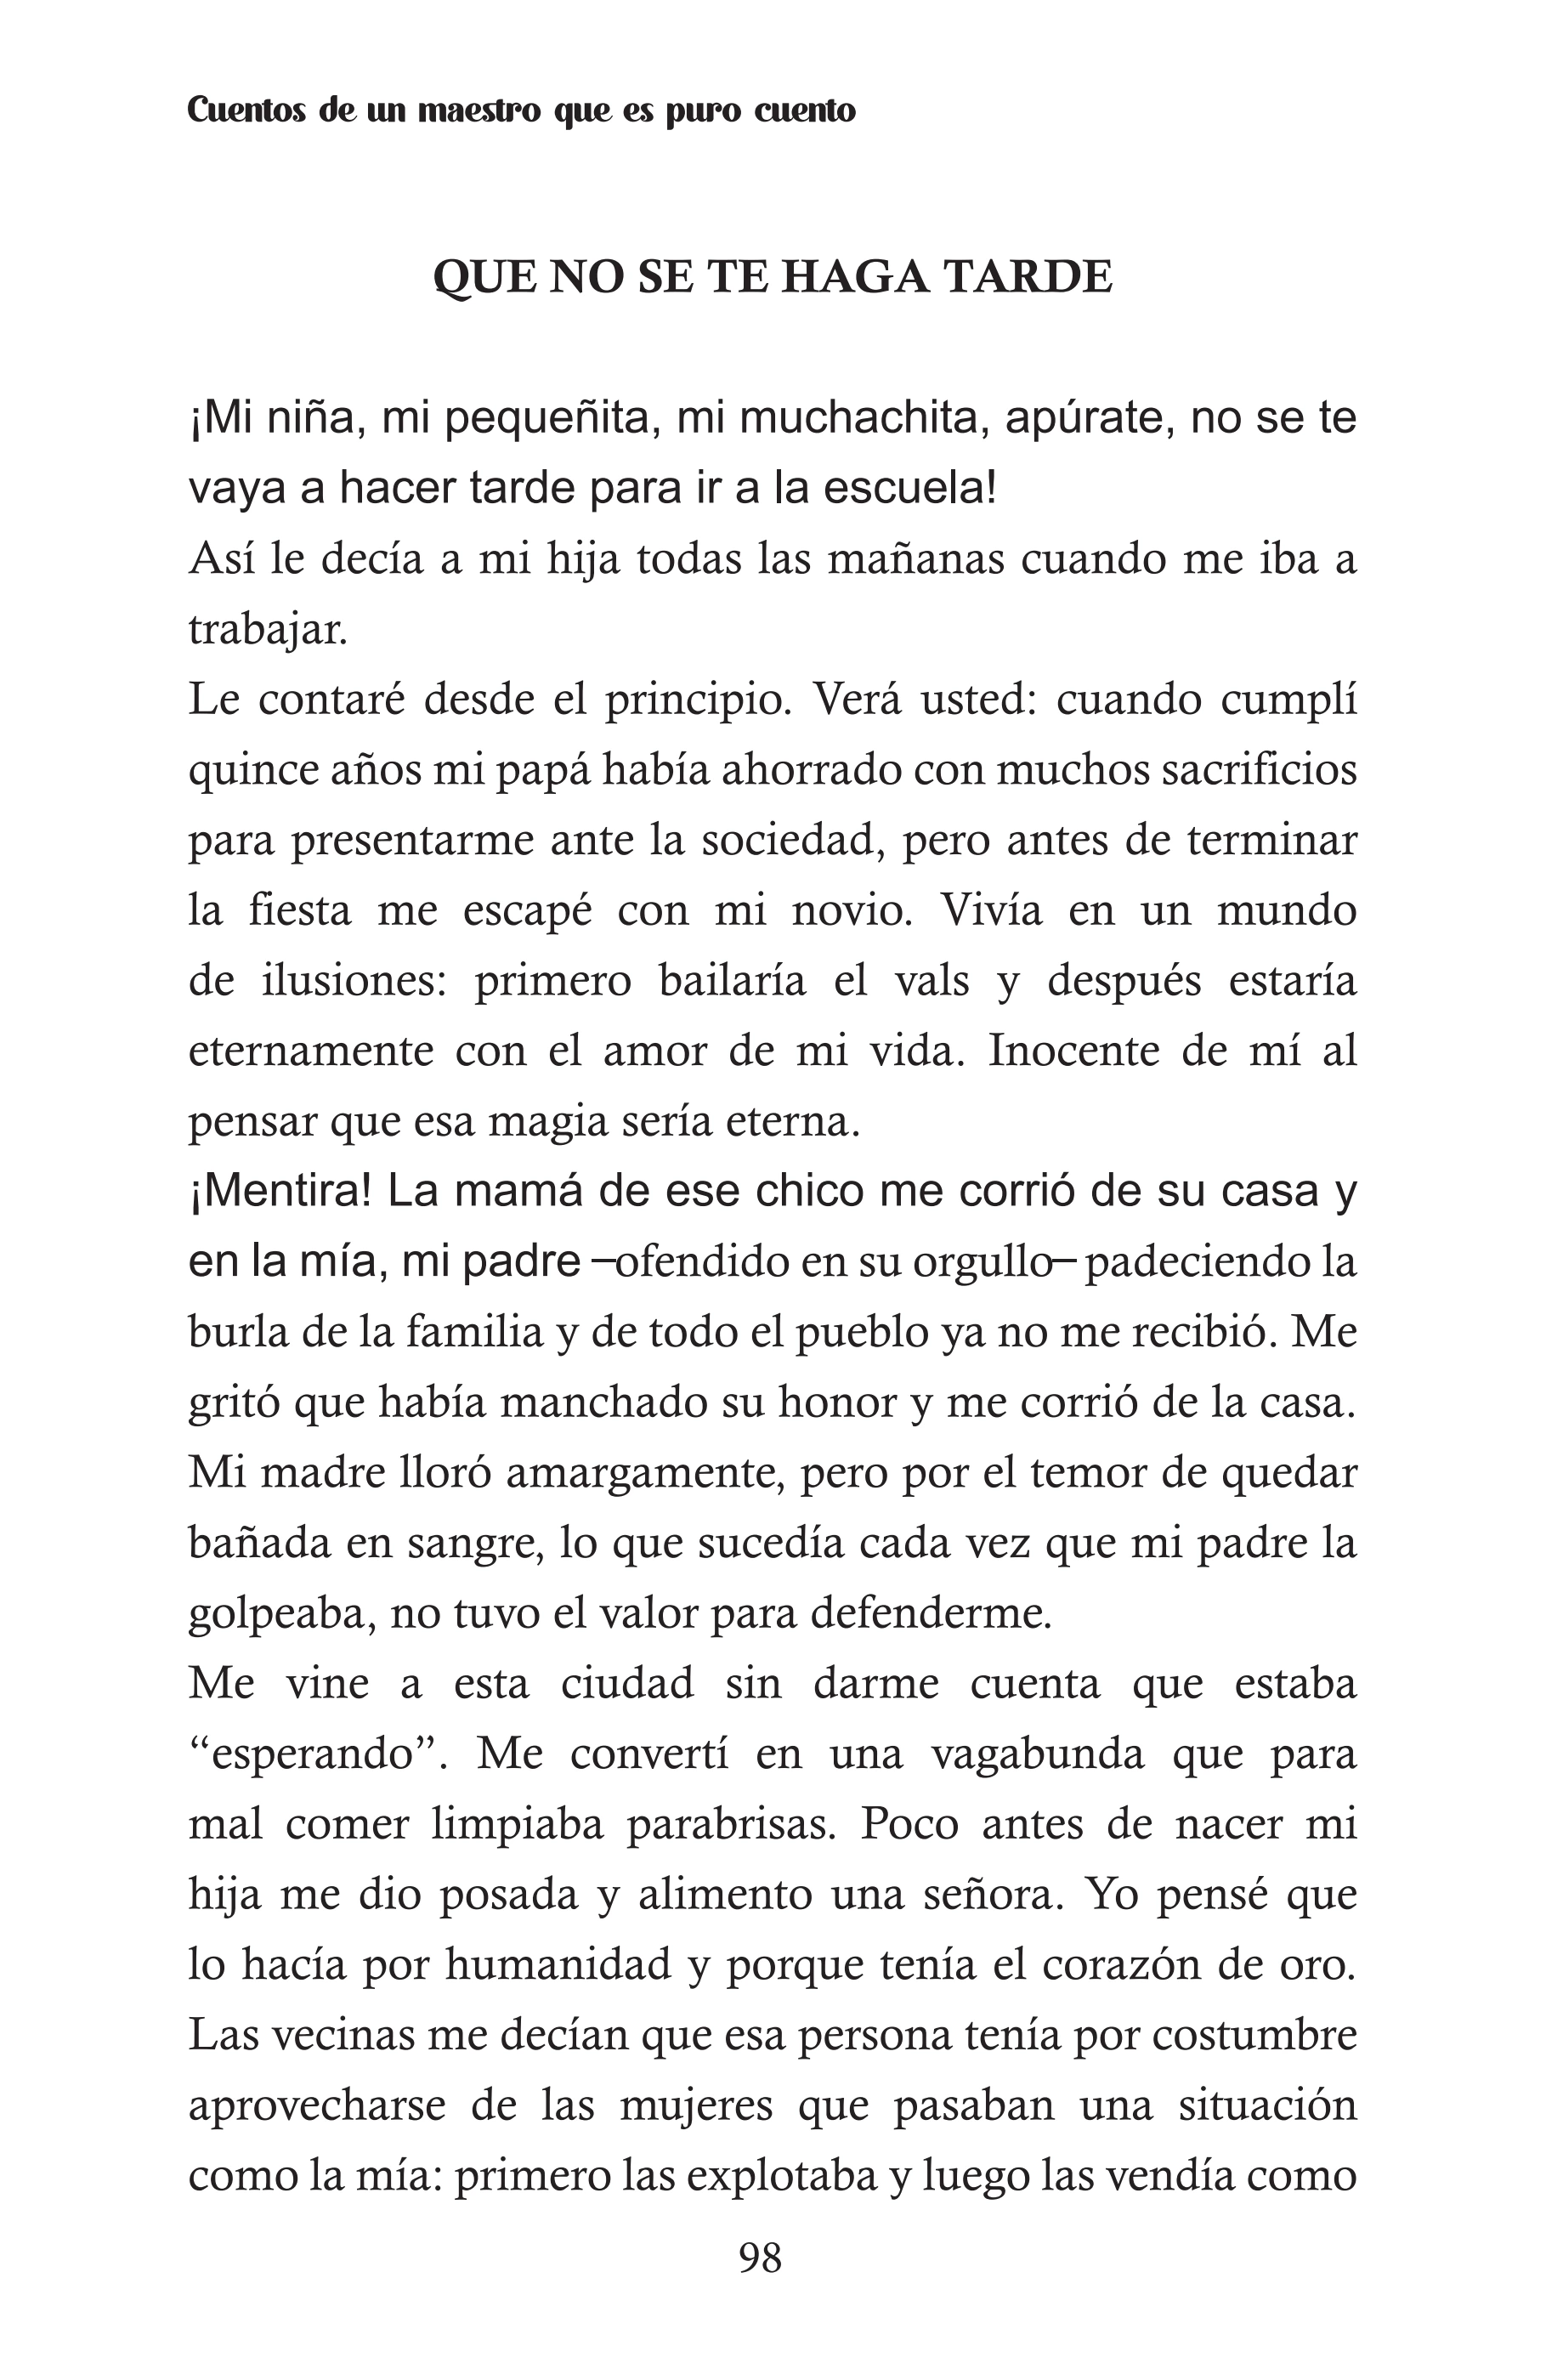 Cuentos de un maestro que es puro cuento
QUE NO SE TE HAGA TARDE
¡Mi niña, mi pequeñita, mi muchachita, apúrate, no se te
vaya a hacer tarde para ir a la escuela!
Así le decía a mi hija todas las mañanas cuando me iba a
trabajar.
Le contaré desde el principio. Verá usted: cuando cumplí
quince años mi papá había ahorrado con muchos sacrificios
para presentarme ante la sociedad, pero antes de terminar
la fiesta me escapé con mi novio. Vivía en un mundo
de ilusiones: primero bailaría el vals y después estaría
eternamente con el amor de mi vida. Inocente de mí al
pensar que esa magia sería eterna.
¡Mentira! La mamá de ese chico me corrió de su casa y
en la mía, mi padre –ofendido en su orgullo– padeciendo la
burla de la familia y de todo el pueblo ya no me recibió. Me
gritó que había manchado su honor y me corrió de la casa.
Mi madre lloró amargamente, pero por el temor de quedar
bañada en sangre, lo que sucedía cada vez que mi padre la
golpeaba, no tuvo el valor para defenderme.
Me vine a esta ciudad sin darme cuenta que estaba
“esperando”. Me convertí en una vagabunda que para
mal comer limpiaba parabrisas. Poco antes de nacer mi
hija me dio posada y alimento una señora. Yo pensé que
lo hacía por humanidad y porque tenía el corazón de oro.
Las vecinas me decían que esa persona tenía por costumbre
aprovecharse de las mujeres que pasaban una situación
como la mía: primero las explotaba y luego las vendía como
98